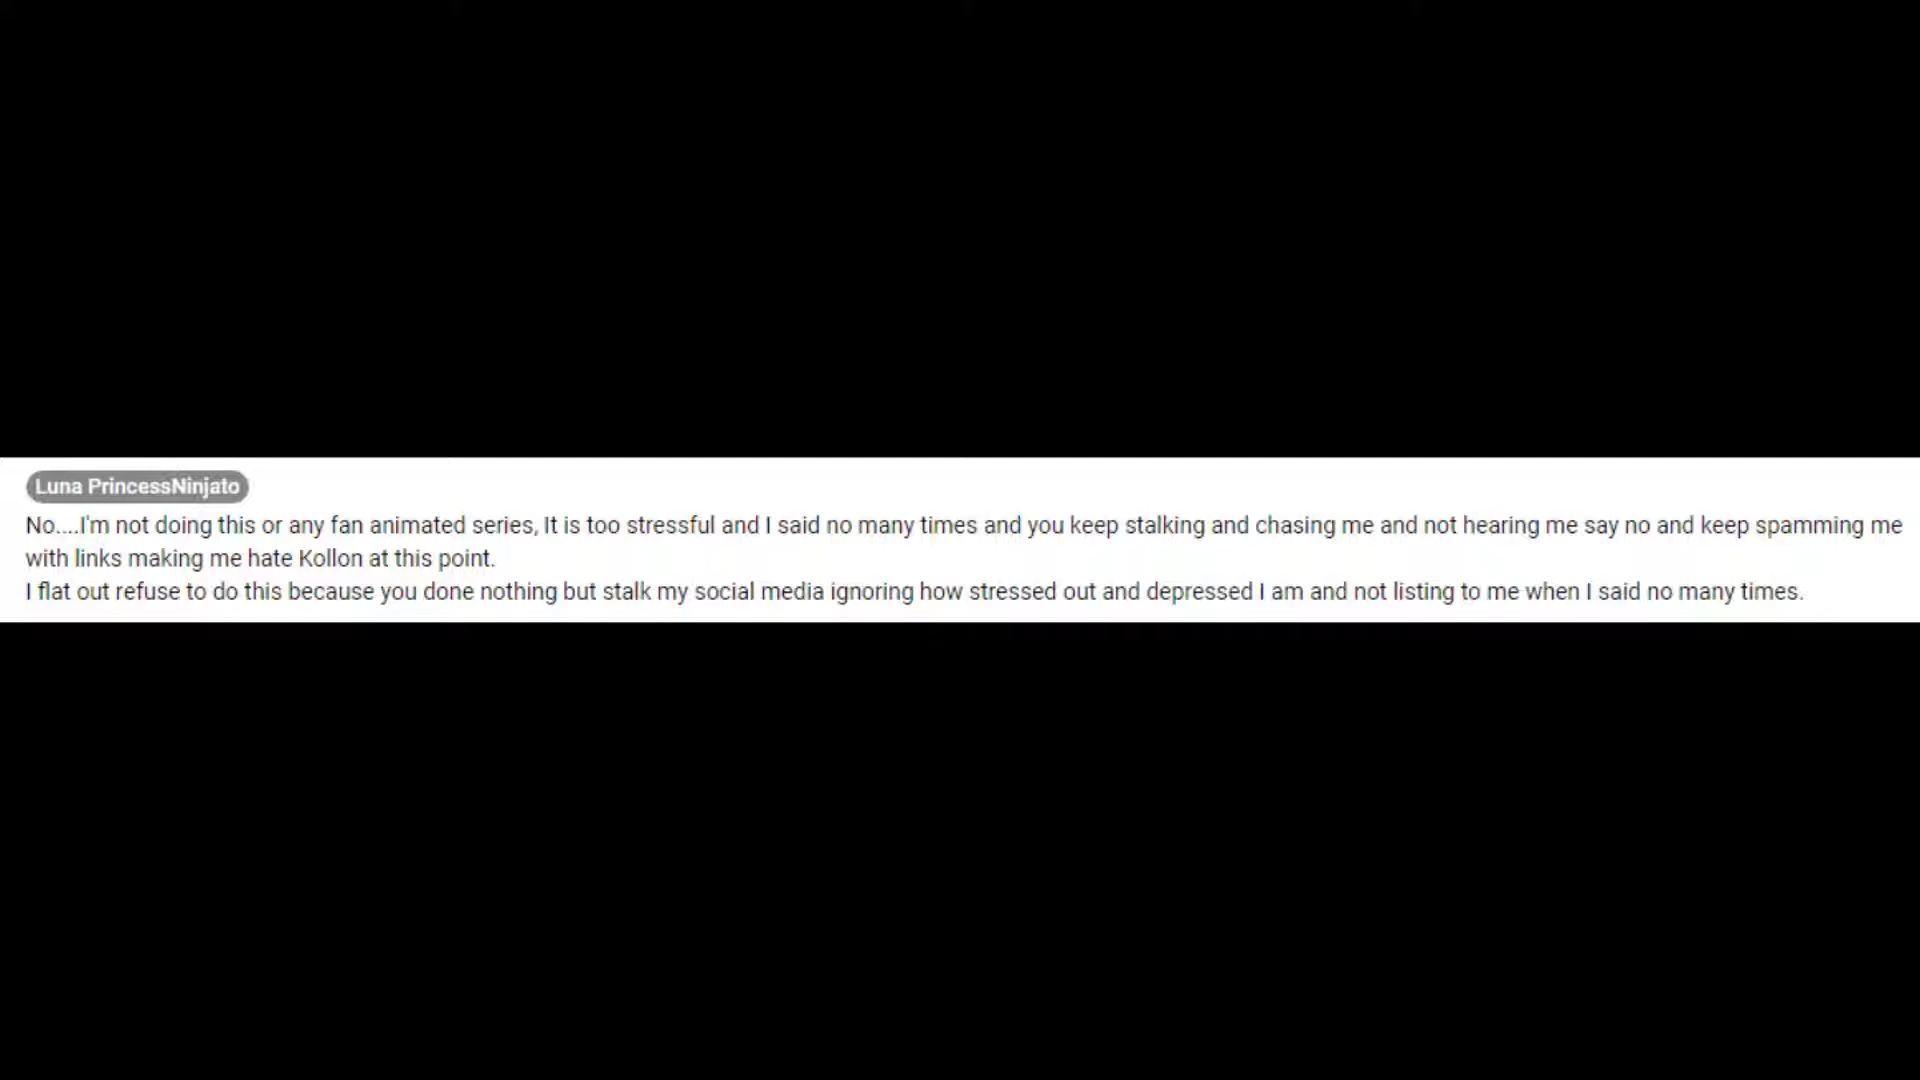 Luna PrincessNinjato
No....I'm not doing this or any fan animated series, It is too stressful and I said no many times and you keep stalking and chasing me and not hearing me say no and keep spamming me
with links making me hate Kollon at this point.
I flat out refuse to do this because you done nothing but stalk my social media ignoring how stressed out and depressed I am and not listing to me when I said no many times.